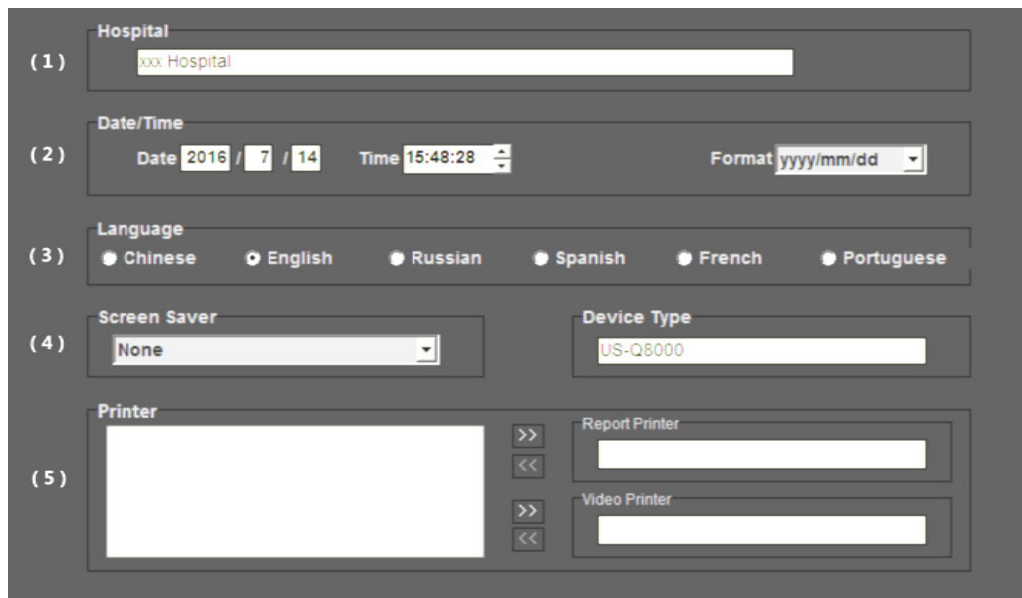 Hospital
(1) xxx Hospital
Date/Time
(2) Date 2016 / 7 / 14 Time 15:48:28 Format yyyy/mm/dd
Language
(3) Chinese English Russian Spanish French Portuguese
Screen Saver Device Type
(4) None US-Q8000
Printer
Report Printer
>>
<<
(5)
Video Printer
>>
<<